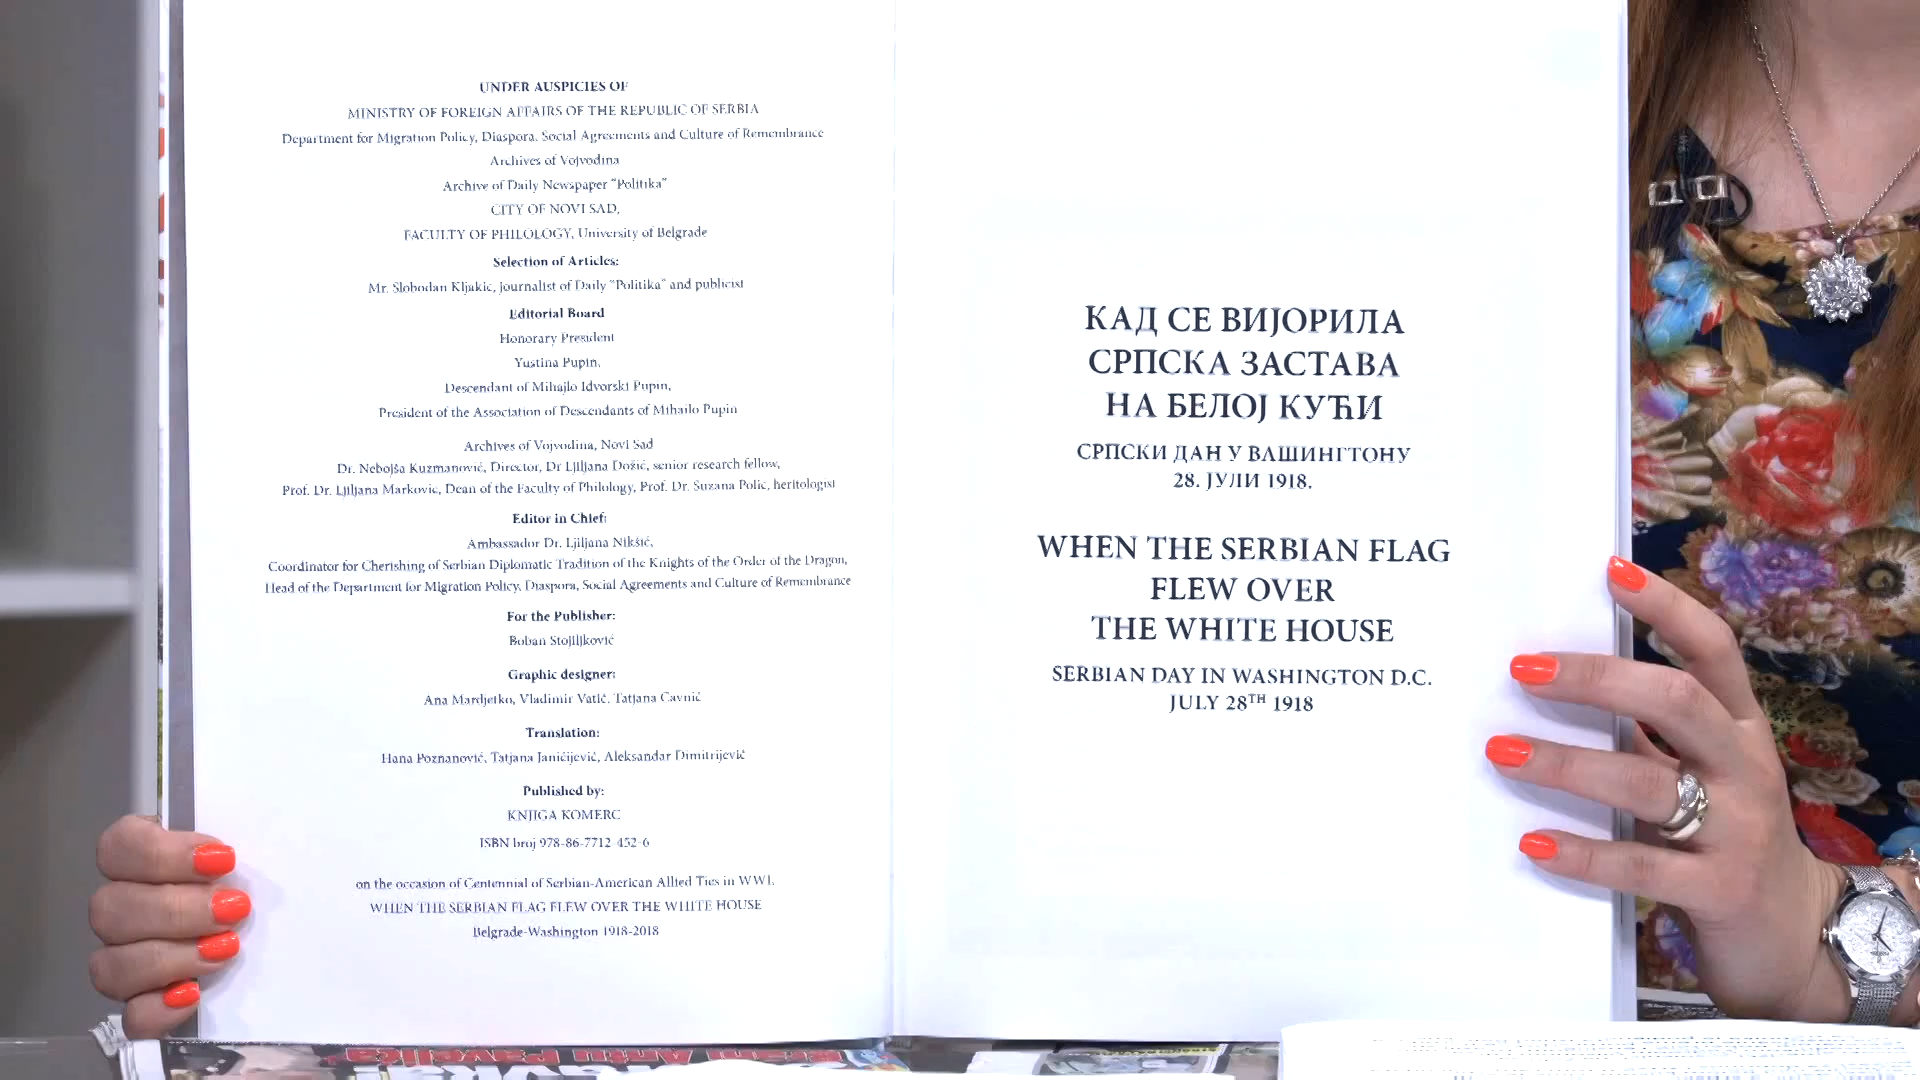 UNDER AUSPICIES OF
MINISTRY OF FOREIGN AFFAIRS OF THE REPUBLIC OF SERBIA
Department for Migration Policy, Diaspora, Social Agreements and Culture of Remembrance
Archives of Vojvodina
Archive of Daily Newspaper "Politika"
CITY OF NOVI SAD,
FACULTY OF PHILOLOGY, University of Belgrade
Selection of Articles:
Mr. Slobodan Kljakic, journalist of Daily "Politika" and publicist
Editorial Board
Honorary President
Yustina Pupin,
Descendant of Mihajlo Idvorski Pupin,
President of the Association of Descendants of Mihailo Pupin
Archives of Vojvodina, Novi Sad
Dr. Nebojša Kuzmanović, Director, Dr Ljiljana Dožić, senior research fellow,
Prof. Dr. Ljiljana Markovic, Dean of the Faculty of Philology, Prof. Dr. Suzana Polic, heritologist
Editor in Chief:
Ambassador Dr. Ljiljana Nikšić,
Coordinator for Cherishing of Serbian Diplomatic Tradition of the Knights of the Order of the Dragon,
Head of the Department for Migration Policy, Diaspora, Social Agreements and Culture of Remembrance
For the Publisher:
Boban Stojiljković
Graphic designer:
Ana Mardjetko, Vladimir Vatić, Tatjana Cavnić
Translation:
Hana Poznanović, Tatjana Janićijević, Aleksandar Dimitrijević
Published by:
KNJIGA KOMERC
ISBN broj 978-86-7712-452-6
on the occasion of Centennial of Serbian-American Allied Ties in WWI,
WHEN THE SERBIAN FLAG FLEW OVER THE WHITE HOUSE
Belgrade-Washington 1918-2018
КАД СЕ ВИЈОРИЛА
СРПСКА ЗАСТАВА
НА БЕЛОЈ КУЋИ
СРПСКИ ДАН У ВАШИНГТОНУ
28. ЈУЛИ 1918.
WHEN THE SERBIAN FLAG
FLEW OVER
THE WHITE HOUSE
SERBIAN DAY IN WASHINGTON D.C.
JULY 28TH 1918